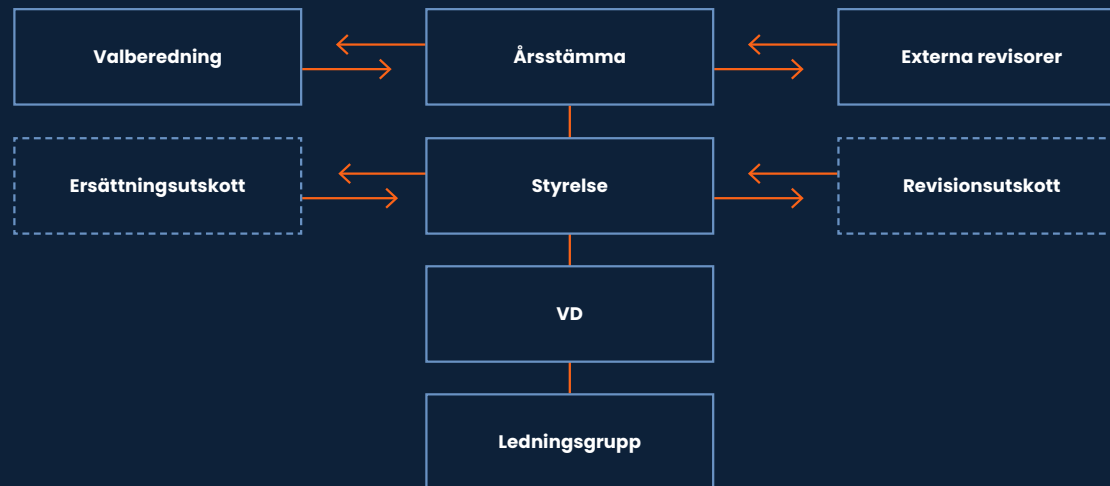 Valberedning
Årsstämma
Externa revisorer
Ersättningsutskott
Styrelse
Revisionsutskott
VD
Ledningsgrupp